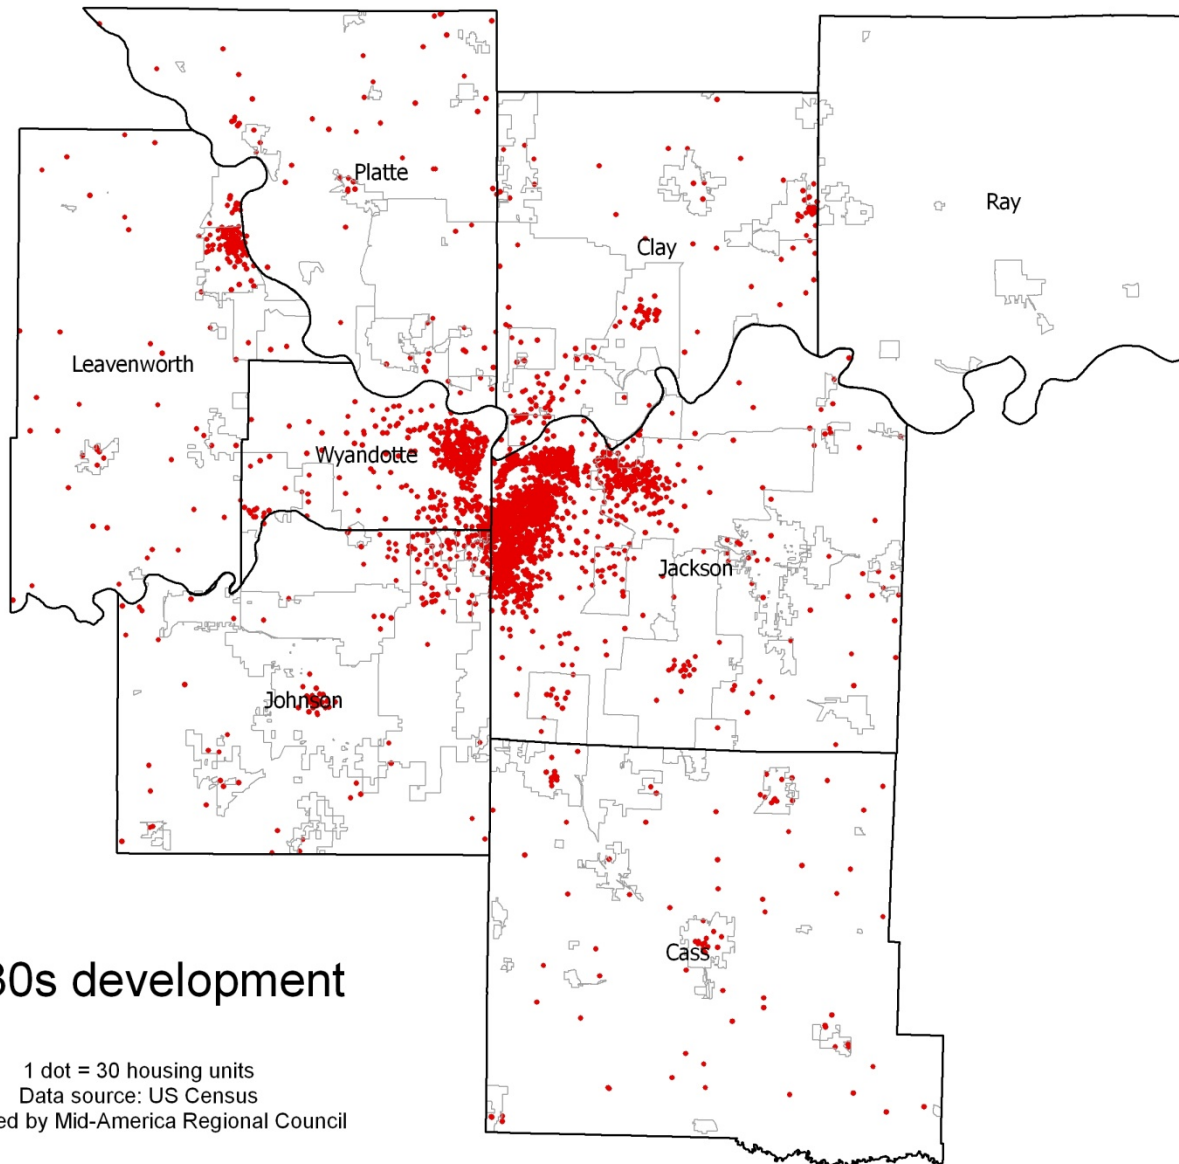 Platte
Ray
Clay
Leavenworth
Wyandotte
Jackson
Johnson
Cass
30s development
1 dot = 30 housing units
Data source: US Census
ed by Mid-America Regional Council